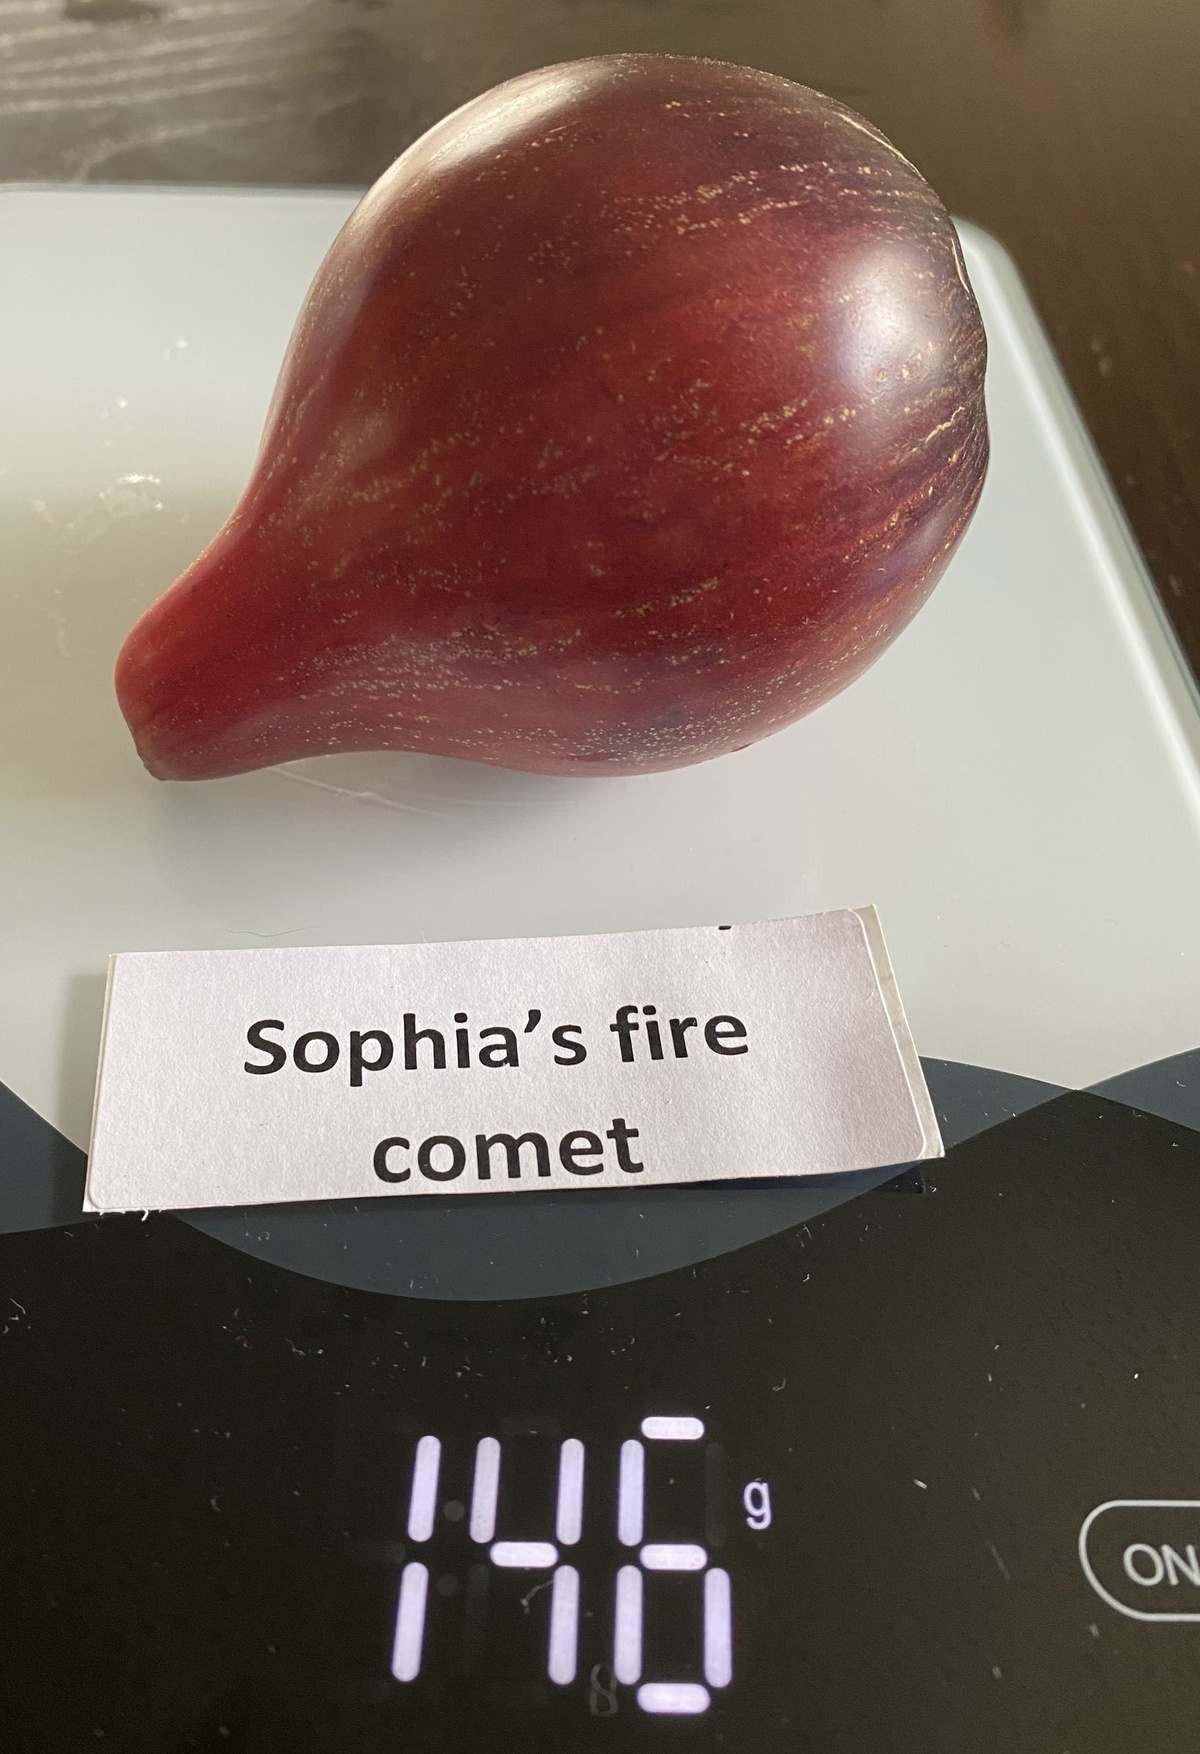 Sophia’s fire
comet
146 g
ON